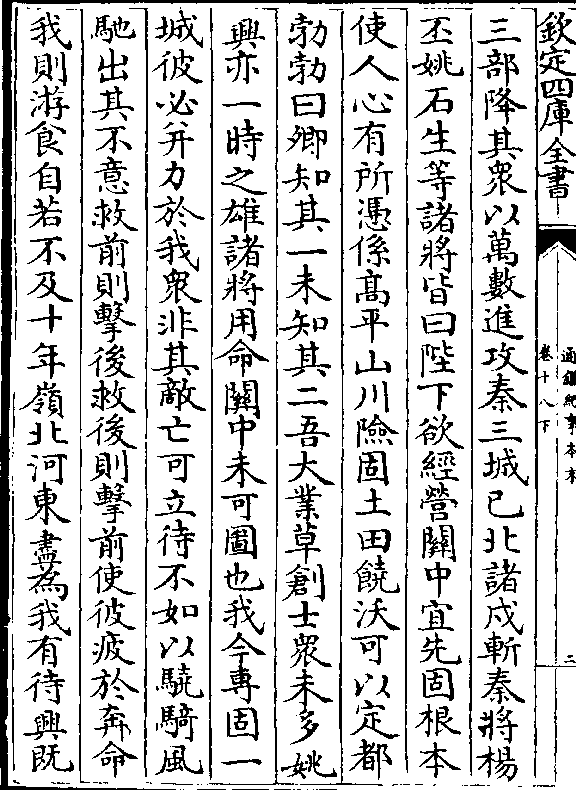 欽定四庫全書
通鑑紀事本末
卷十八下
二
三部降其衆以萬數進攻秦三城已北諸戍斬秦將楊
丕姚石生等諸將皆曰陛下欲經營關中宜先固根本
使人心有所憑係髙平山川險固土田饒沃可以定都
勃勃曰卿知其一未知其二吾大業草創士衆未多姚
興亦一時之雄諸將用命關中未可圖也我今専固一
城彼必并力於我衆非其敵亡可立待不如以驍騎風
馳出其不意救前則擊後救後則擊前使彼疲於奔命
我則游食自若不及十年嶺北河東盡為我有待興既